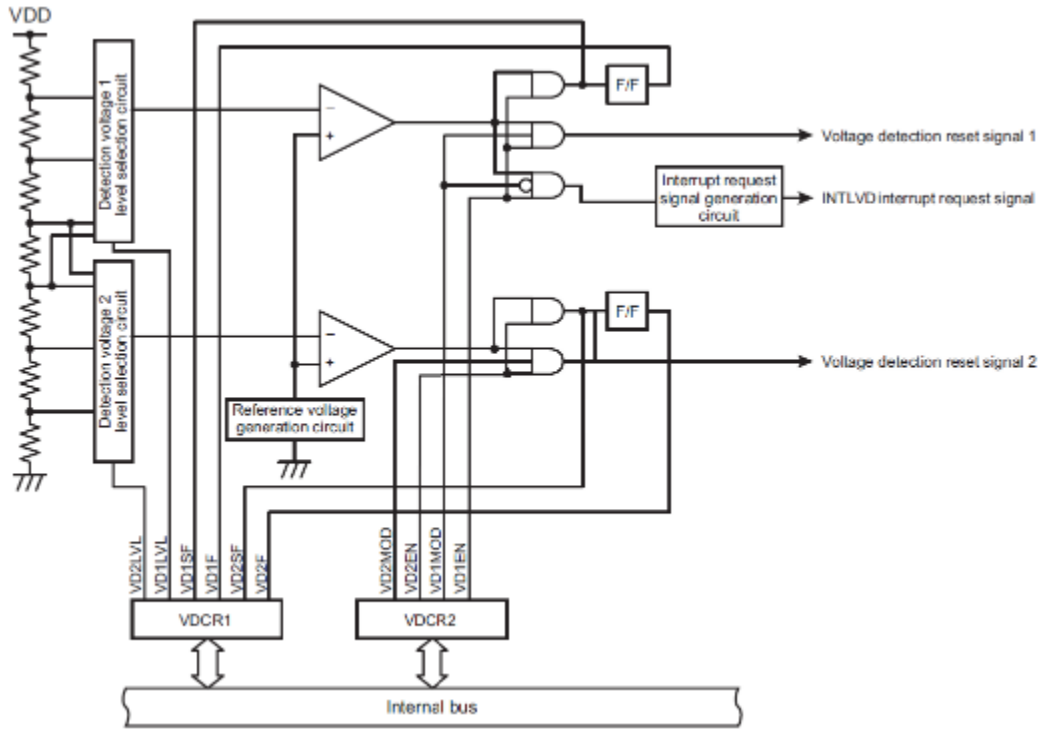 VDD
Detection voltage 1
level selection circuit
Detection voltage 2
level selection circuit
−
+
−
+
F/F
Voltage detection reset signal 1
Interrupt request
signal generation
circuit
INTLVD interrupt request signal
F/F
Voltage detection reset signal 2
Reference voltage
generation circuit
VD2LVL
VD1LVL
VD1SF
VD1F
VD2SF
VD2F
VD2MOD
VD2EN
VD1MOD
VD1EN
VDCR1
VDCR2
Internal bus